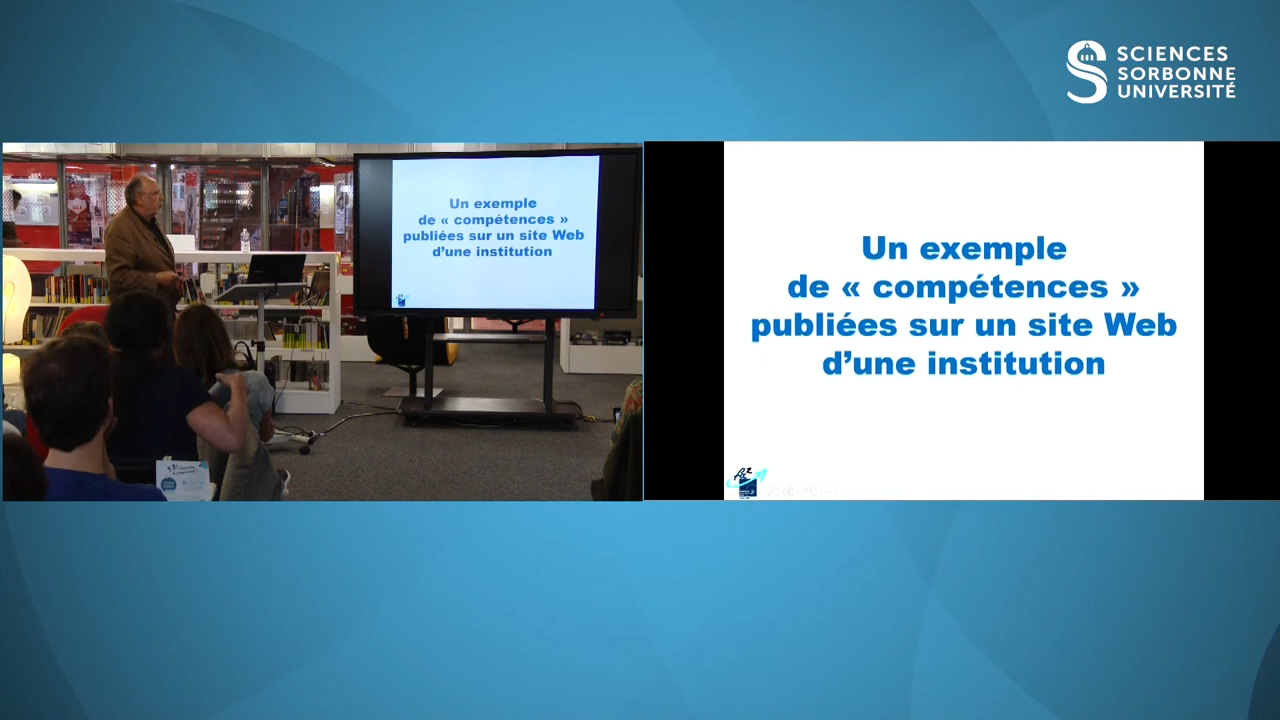 SCIENCES
SORBONNE
UNIVERSITÉ
Un exemple
de « compétences »
publiées sur un site Web
d’une institution
Un exemple
de « compétences »
publiées sur un site Web
d’une institution